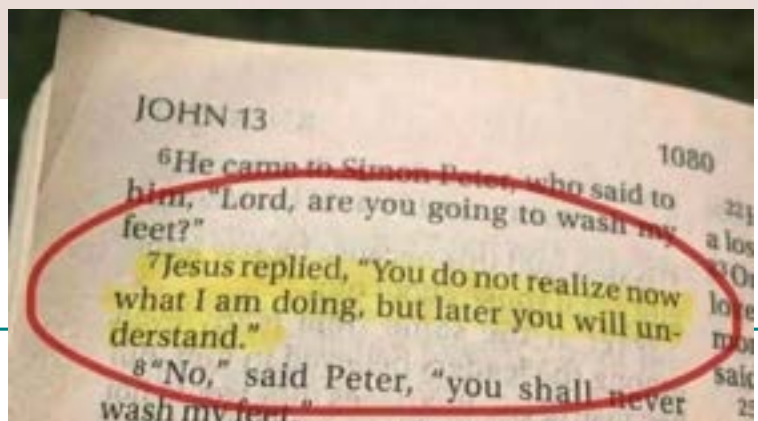 JOHN 13
1080
6He came to Simon Peter, who said to
him, "Lord, are you going to wash my
feet?"
7Jesus replied, "You do not realize now
what I am doing, but later you will un-
derstand."
8"No," said Peter, "you shall never
wash my feet."
22
a los